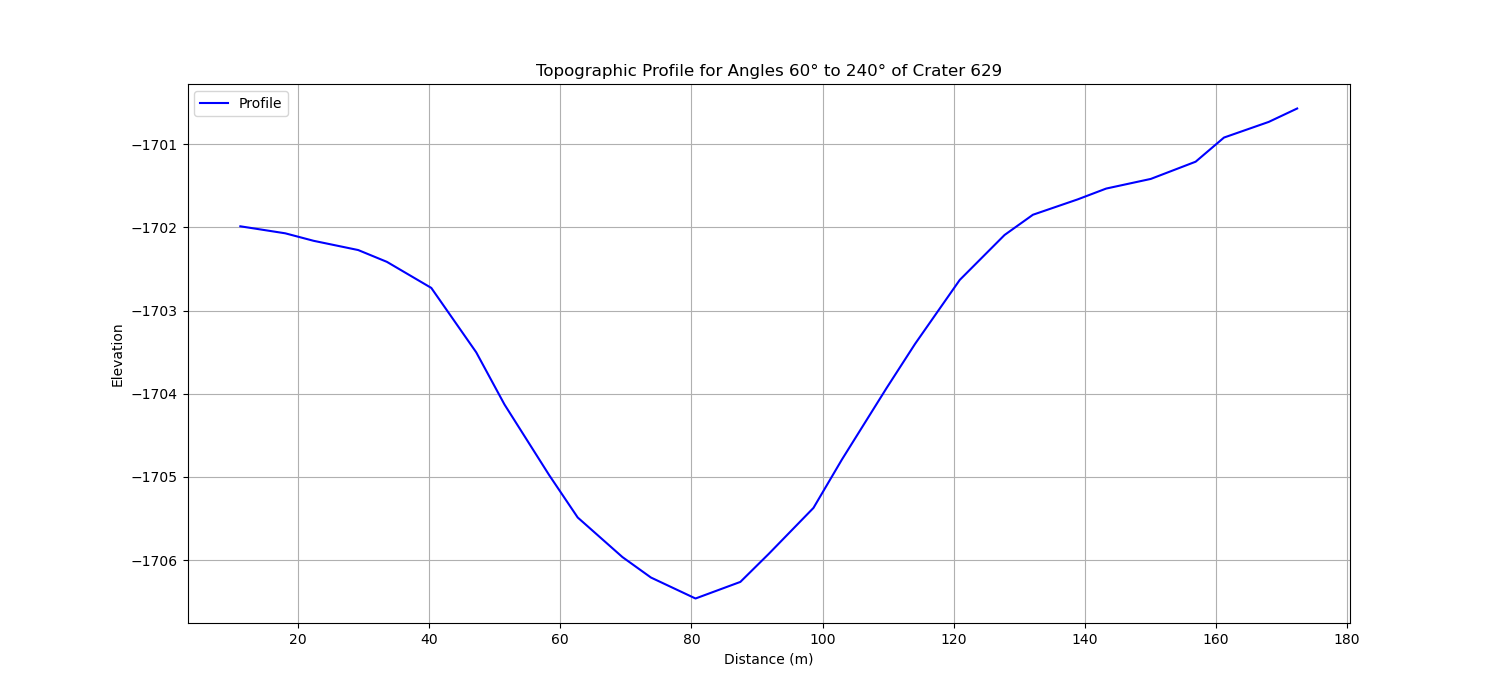 Topographic Profile for Angles 60° to 240° of Crater 629
Profile
−1701
−1702
−1703
−1704
−1705
−1706
Elevation
20 40 60 80 100 120 140 160 180
Distance (m)